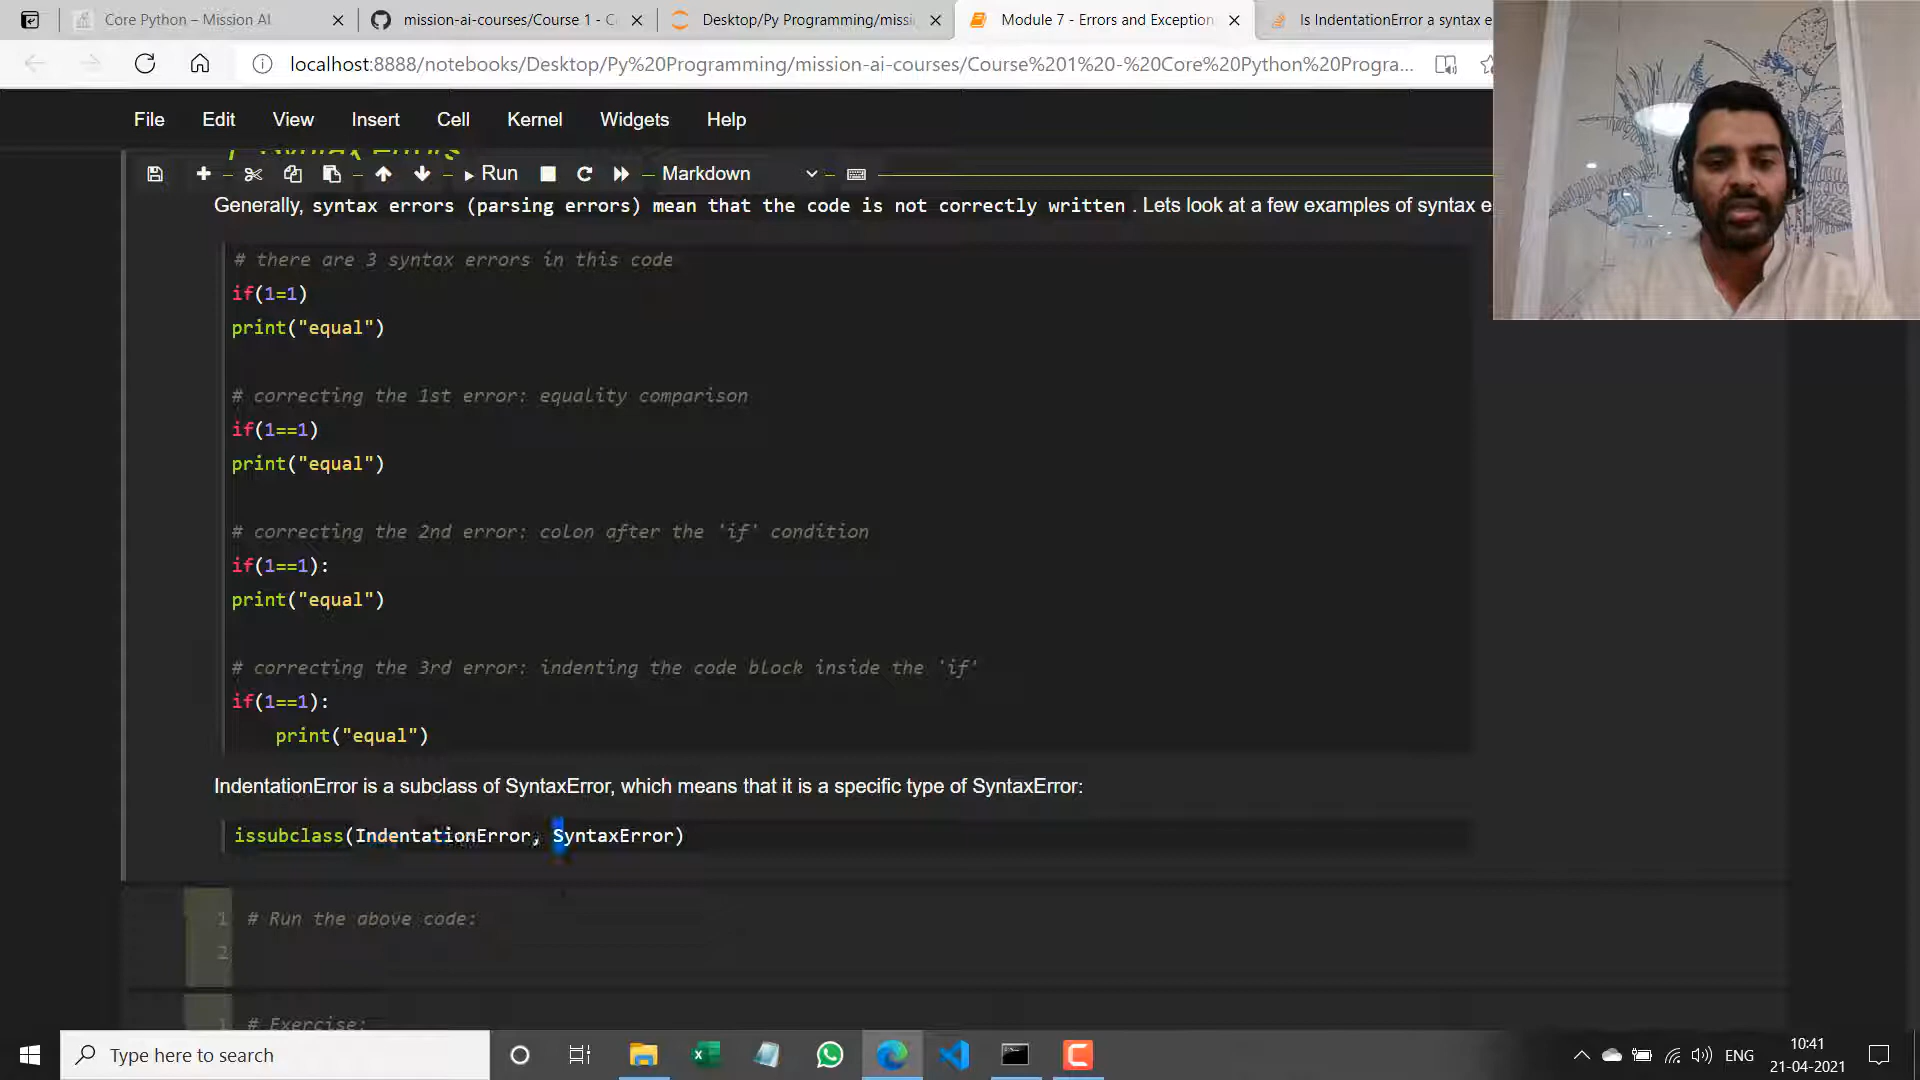 Core Python – Mission AI
mission-ai-courses/Course 1 - C
Desktop/Py Programming/missi
Module 7 - Errors and Exception
Is IndentationError a syntax e
localhost:8888/notebooks/Desktop/Py%20Programming/mission-ai-courses/Course%201%20-%20Core%20Python%20Progra...
File Edit View Insert Cell Kernel Widgets Help
Syntax Errors
Run Markdown
Generally, syntax errors (parsing errors) mean that the code is not correctly written . Lets look at a few examples of syntax e
# there are 3 syntax errors in this code
if(1=1)
print("equal")
# correcting the 1st error: equality comparison
if(1==1)
print("equal")
# correcting the 2nd error: colon after the 'if' condition
if(1==1):
print("equal")
# correcting the 3rd error: indenting the code block inside the 'if'
if(1==1):
print("equal")
IndentationError is a subclass of SyntaxError, which means that it is a specific type of SyntaxError:
issubclass(IndentationError, SyntaxError)
1 # Run the above code:
2
1 # Exercise:
Type here to search
ENG
10:41
21-04-2021